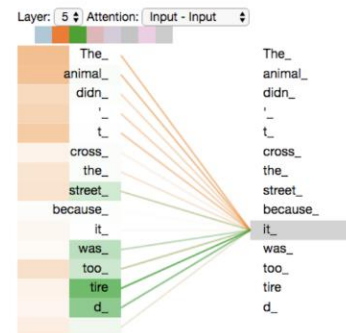 Layer: 5 Attention: Input - Input
The_ The_
animal_ animal_
didn_ didn_
'_ '_
t_ t_
cross_ cross_
the_ the_
street_ street_
because_ because_
it_ it_
was_ was_
too_ too_
tire tire
d_ d_